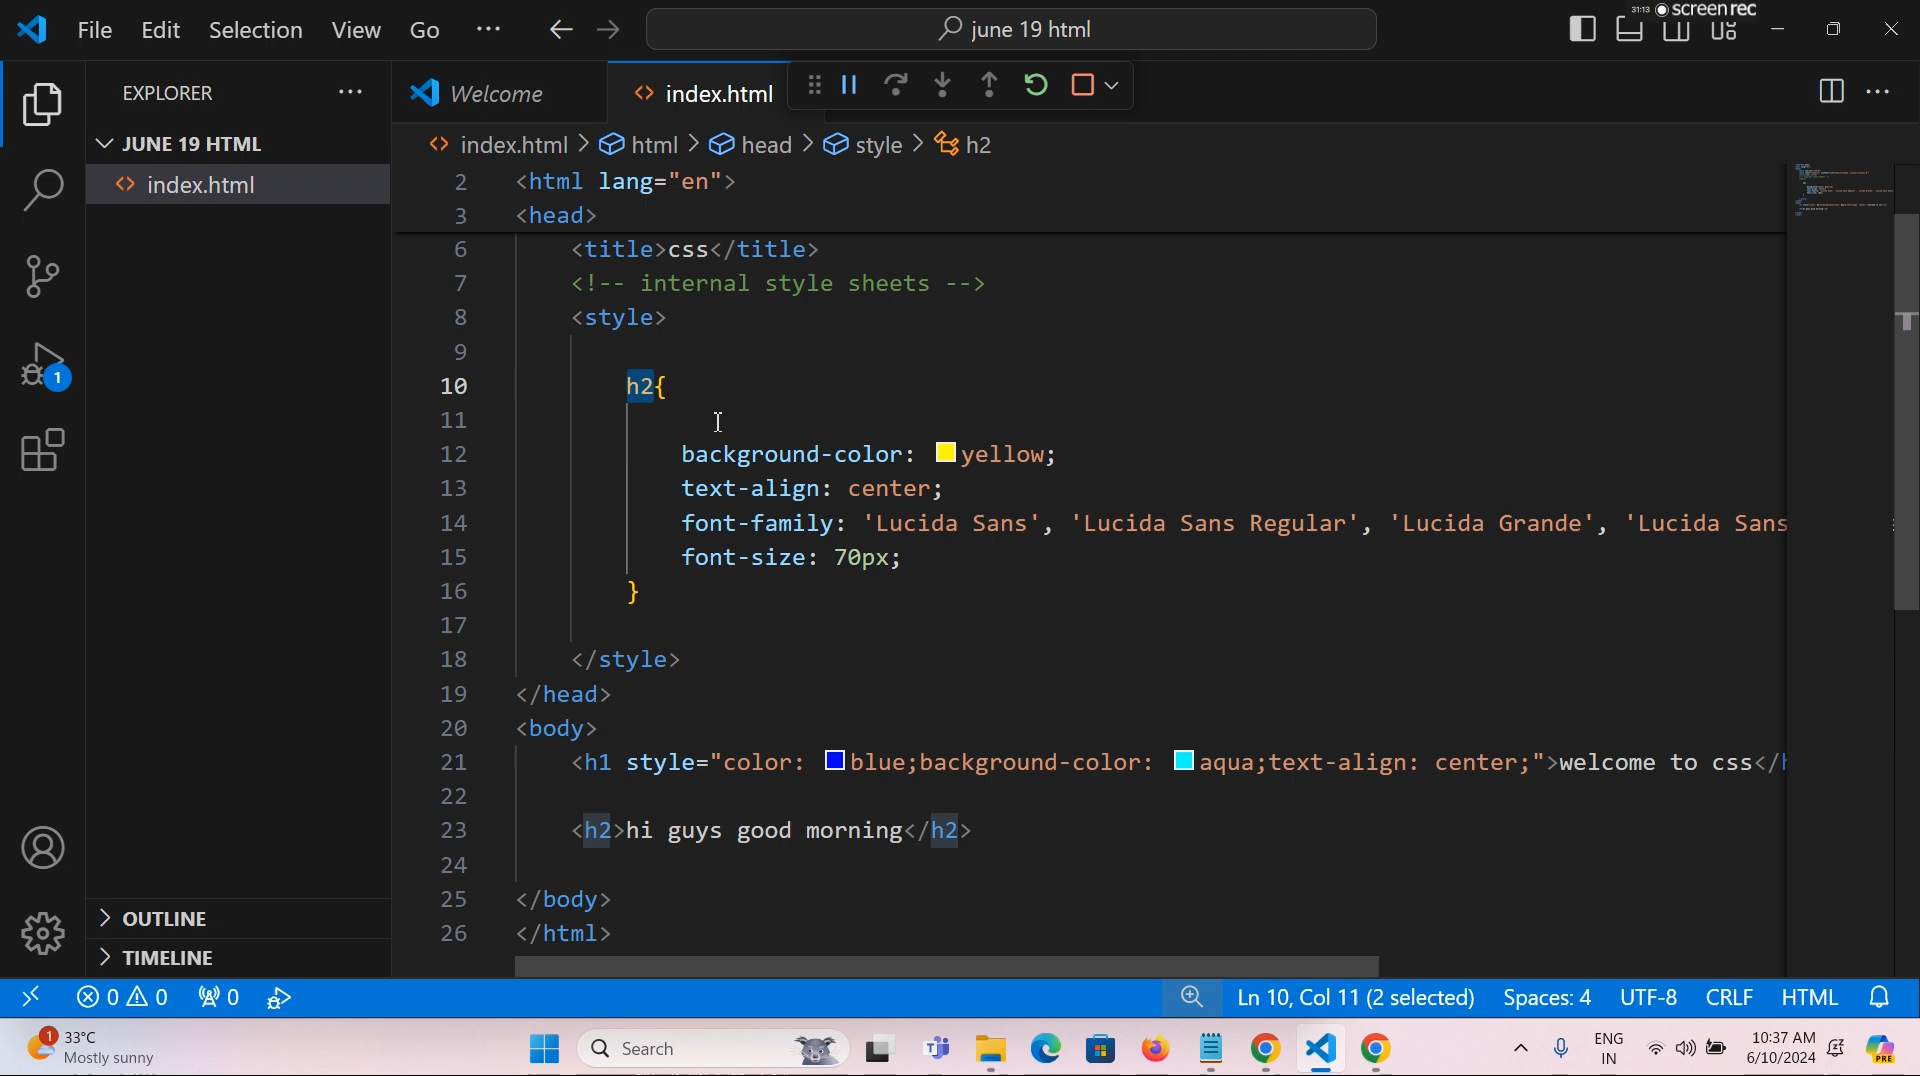 31:13 screenrec
File Edit Selection View Go ... june 19 html
EXPLORER ...
Welcome
<> index.html
JUNE 19 HTML
<> index.html
<> index.html > html > head > style > h2
2 <html lang="en">
3 <head>
6 <title>css</title>
7 <!-- internal style sheets -->
8 <style>
9
10 h2{
11
12 background-color: yellow;
13 text-align: center;
14 font-family: 'Lucida Sans', 'Lucida Sans Regular', 'Lucida Grande', 'Lucida Sans
15 font-size: 70px;
16 }
17
18 </style>
19 </head>
20 <body>
21 <h1 style="color: blue;background-color: aqua;text-align: center;">welcome to css</h
22
23 <h2>hi guys good morning</h2>
24
25 </body>
26 </html>
1
OUTLINE
TIMELINE
0 0 0 Ln 10, Col 11 (2 selected) Spaces: 4 UTF-8 CRLF HTML
1 33°C
Mostly sunny
Search
ENG
IN
10:37 AM
6/10/2024
PRE